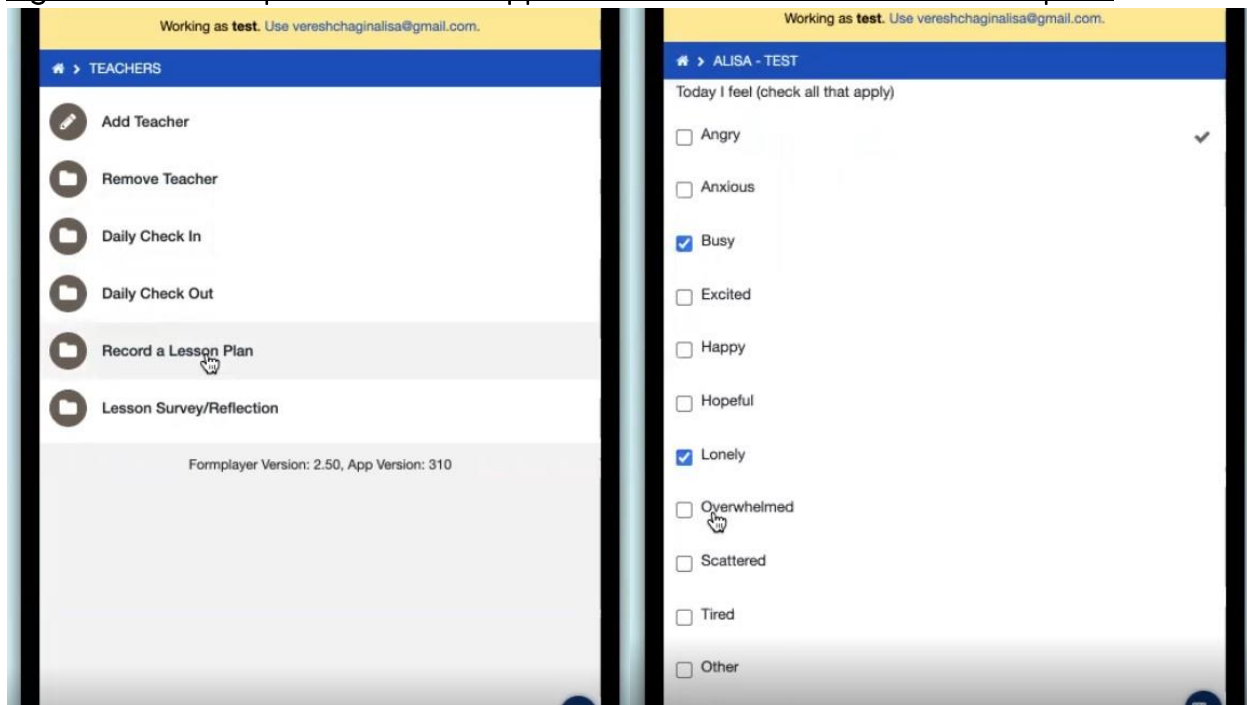 Working as test. Use vereshchaginalisa@gmail.com.
> TEACHERS
Add Teacher
Remove Teacher
Daily Check In
Daily Check Out
Record a Lesson Plan
Lesson Survey/Reflection
Formplayer Version: 2.50, App Version: 310
Working as test. Use vereshchaginalisa@gmail.com.
> ALISA - TEST
Today I feel (check all that apply)
Angry
Anxious
Busy
Excited
Happy
Hopeful
Lonely
Overwhelmed
Scattered
Tired
Other